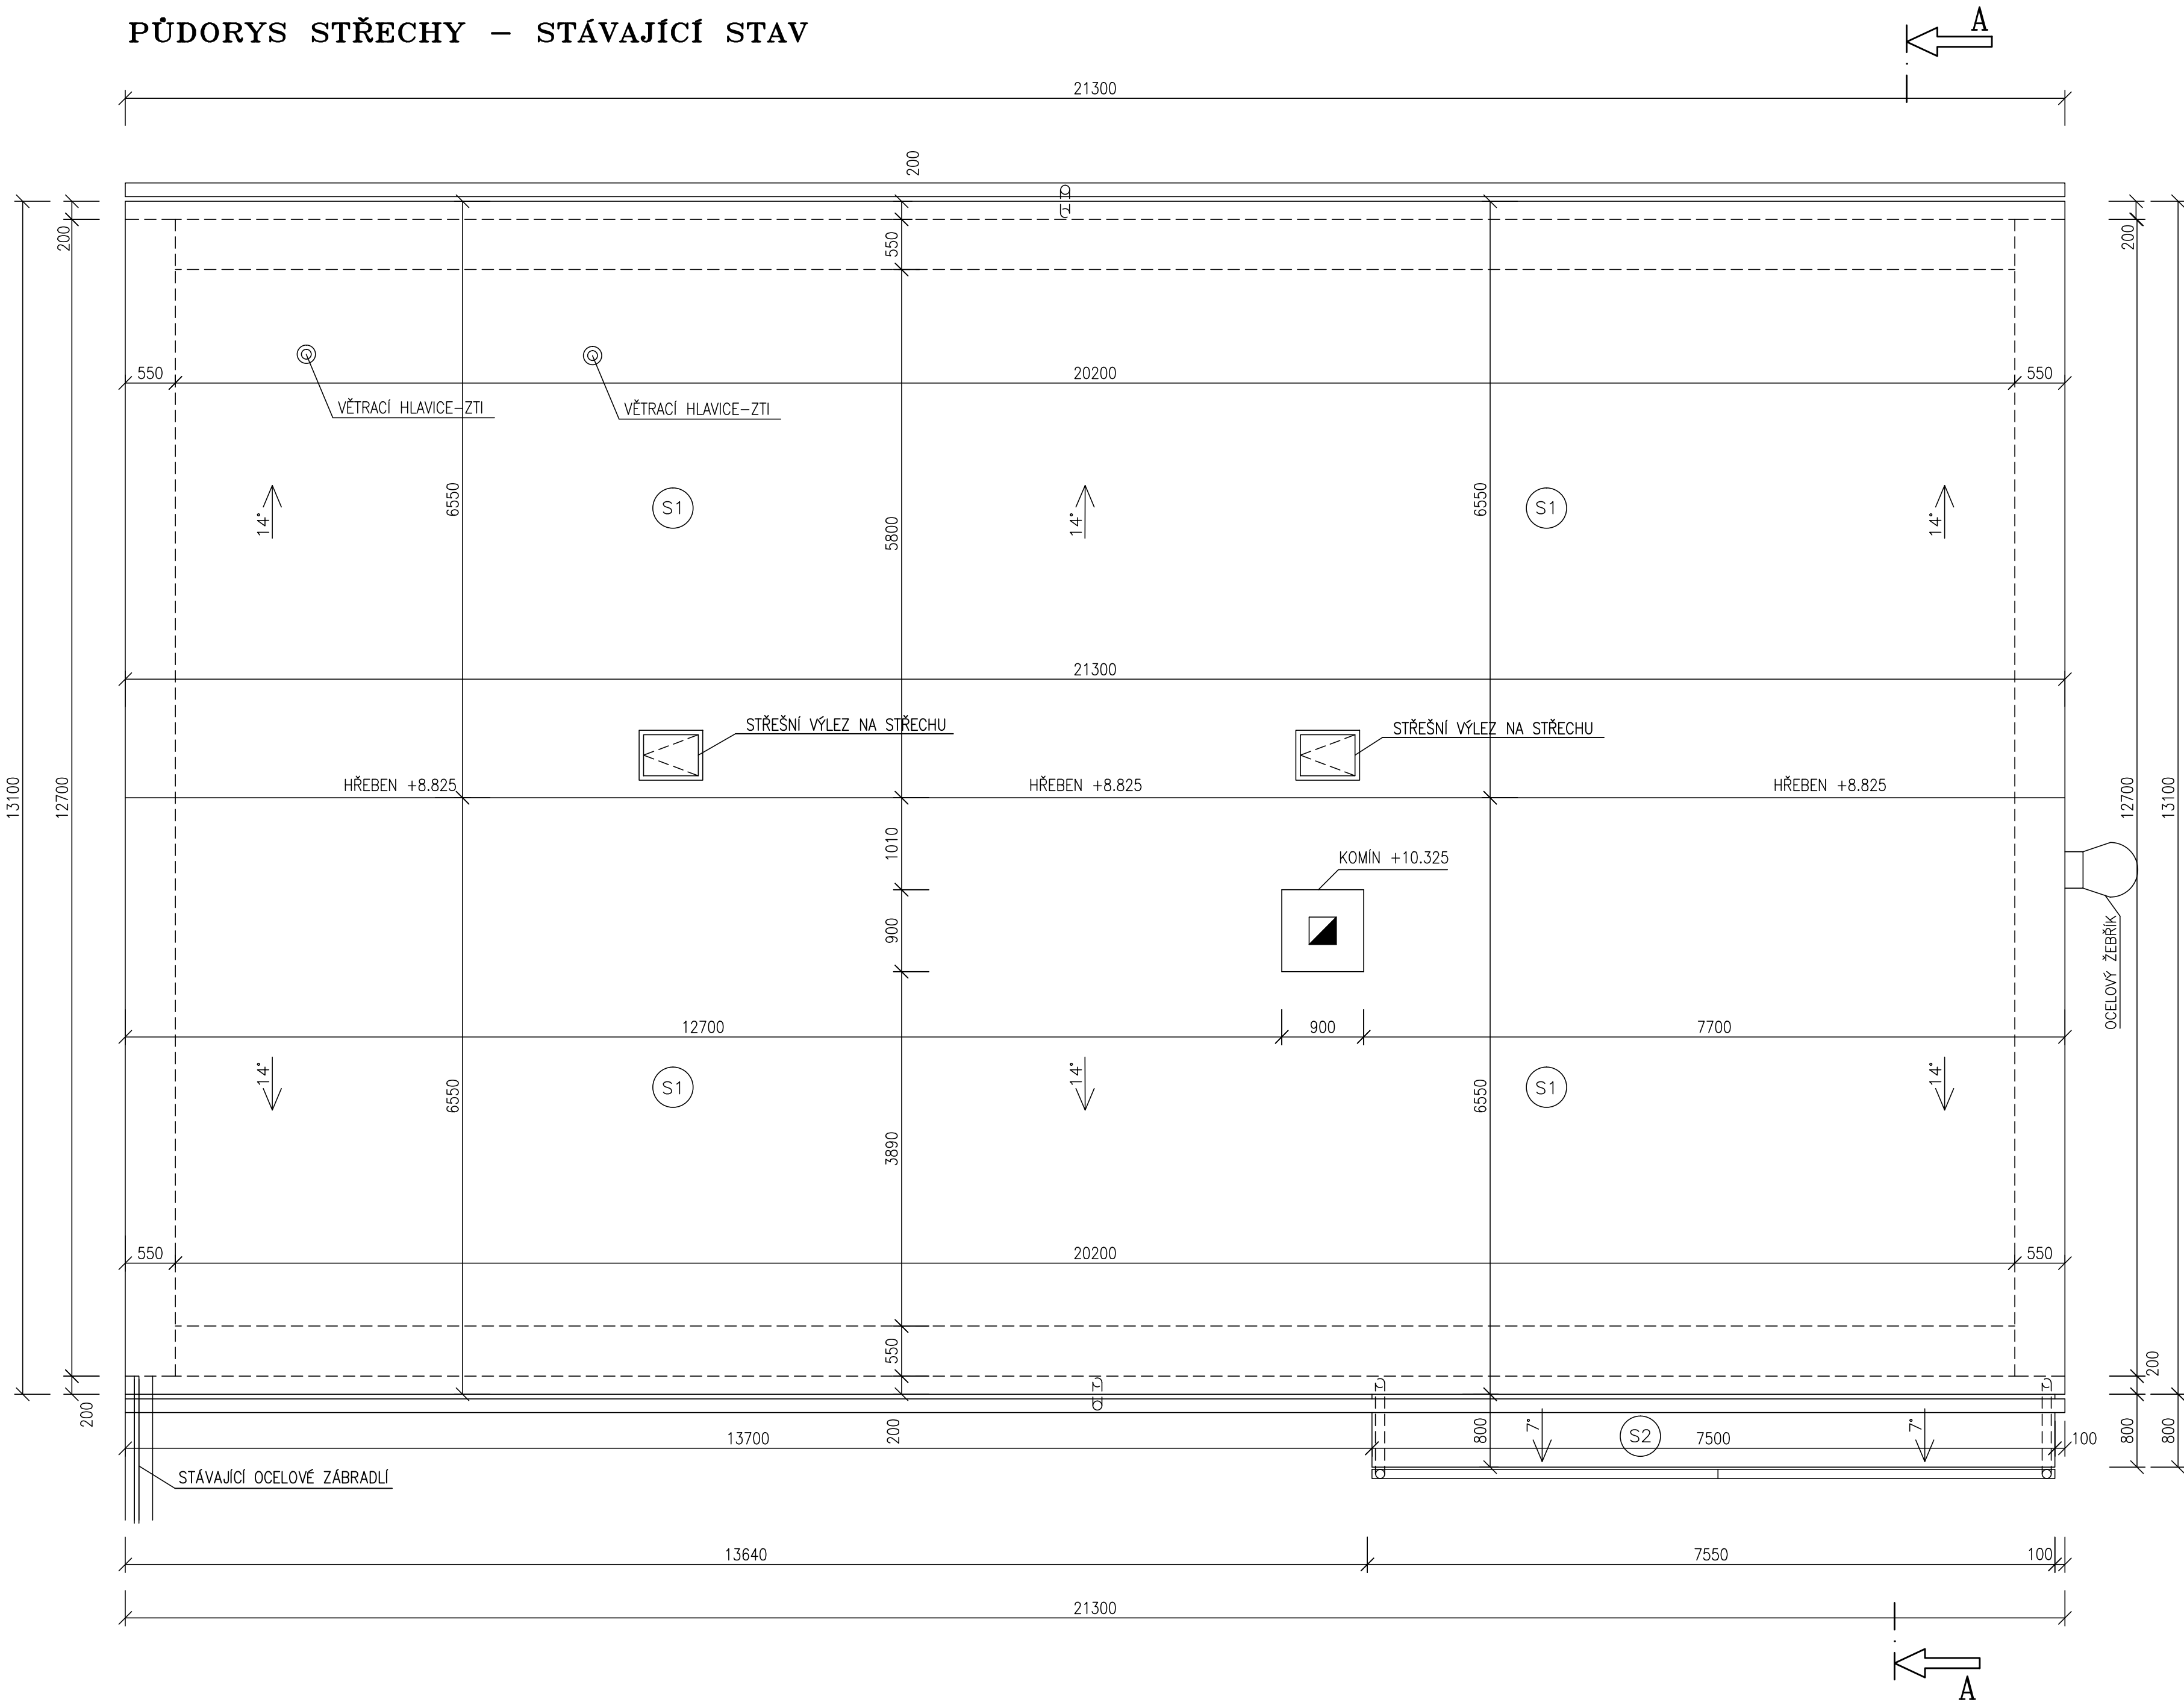 PŮDORYS STŘECHY – STÁVAJÍCÍ STAV
A
21300
200
200
550
200
550
20200
550
VĚTRACÍ HLAVICE-ZTI
VĚTRACÍ HLAVICE-ZTI
14°
6550
S1
5800
14°
6550
S1
14°
21300
STŘEŠNÍ VÝLEZ NA STŘECHU
STŘEŠNÍ VÝLEZ NA STŘECHU
13100
12700
HŘEBEN +8.825
HŘEBEN +8.825
HŘEBEN +8.825
12700
13100
1010
KOMÍN +10.325
900
OCELOVÝ ŽEBŘÍK
12700
900
7700
14°
6550
S1
14°
6550
S1
14°
3890
550
20200
550
550
200
200
13700
200
800
7°
S2
7500
7°
100
800
800
STÁVAJÍCÍ OCELOVÉ ZÁBRADLÍ
13640
7550
100
21300
A